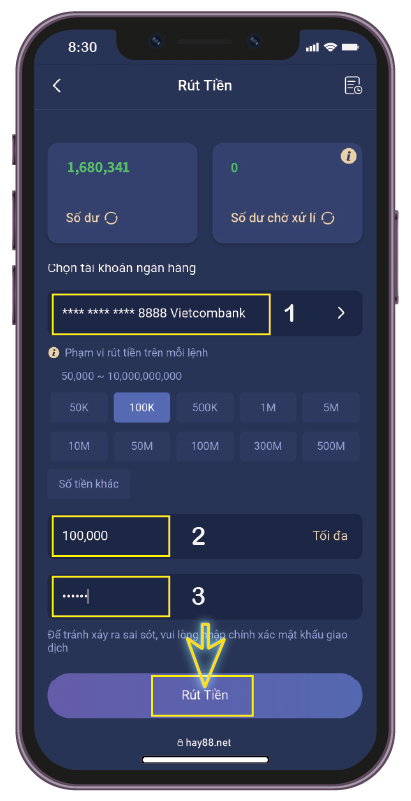 8:30
Rút Tiền
1,680,341
0
Số dư
Số dư chờ xử lí
Chọn tài khoản ngân hàng
**** **** **** 8888 Vietcombank
1
Phạm vi rút tiền trên mỗi lệnh
50,000 ~ 10,000,000,000
50K 100K 500K 1M 5M
10M 50M 100M 300M 500M
Số tiền khác
100,000
2
Tối đa
••••••
3
Để tránh xảy ra sai sót, vui lòng nhập chính xác mật khẩu giao
dịch
Rút Tiền
hay88.net